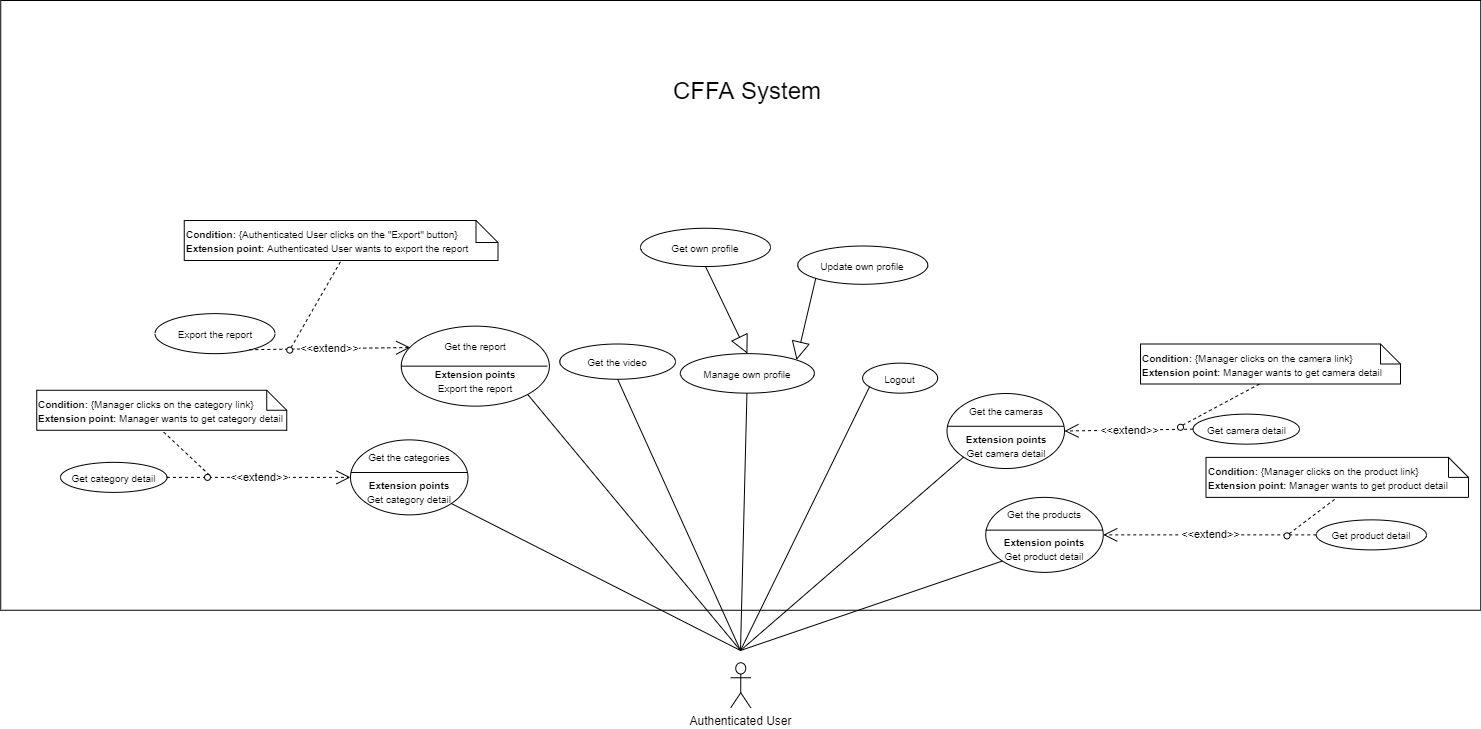 CFFA System
Condition: {Authenticated User clicks on the "Export" button}
Extension point: Authenticated User wants to export the report
Get own profile
Update own profile
Export the report
<<extend>>
Get the report
Extension points
Export the report
Get the video
Manage own profile
Logout
Condition: {Manager clicks on the camera link}
Extension point: Manager wants to get camera detail
Condition: {Manager clicks on the category link}
Extension point: Manager wants to get category detail
Get the cameras
Extension points
Get camera detail
<<extend>>
Get camera detail
Get the categories
Extension points
Get category detail
<<extend>>
Get category detail
Condition: {Manager clicks on the product link}
Extension point: Manager wants to get product detail
Get the products
Extension points
Get product detail
<<extend>>
Get product detail
Authenticated User